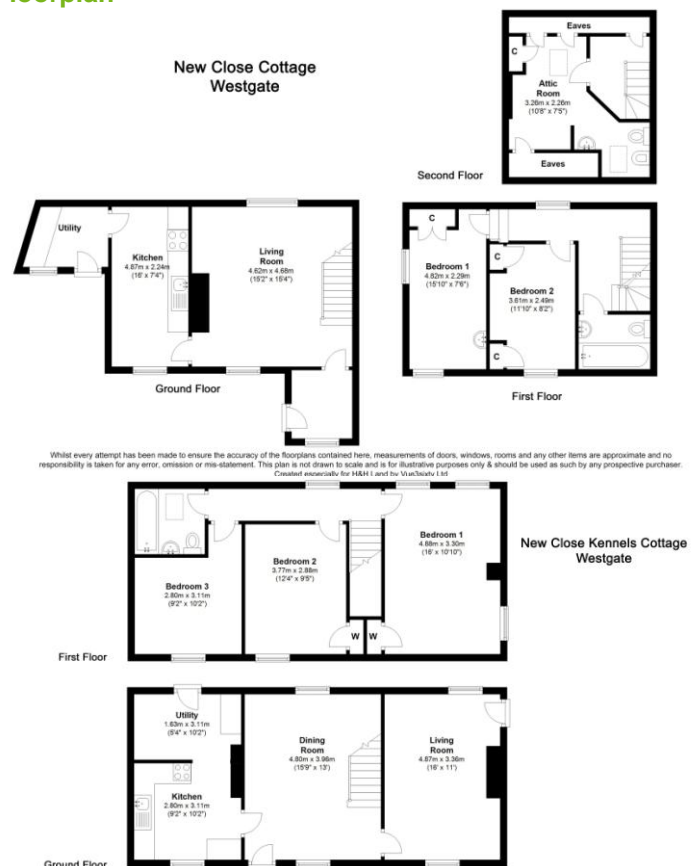 New Close Cottage
Westgate
Eaves
C
Attic
Room
3.26m x 2.26m
(10'8" x 7'5")
Eaves
Second Floor
Utility
Kitchen
4.87m x 2.24m
(16' x 7'4")
Living
Room
4.62m x 4.68m
(15'2" x 15'4")
Ground Floor
C
Bedroom 1
4.82m x 2.29m
(15'10" x 7'6")
C
Bedroom 2
3.61m x 2.49m
(11'10" x 8'2")
C
First Floor
Whilst every attempt has been made to ensure the accuracy of the floorplans contained here, measurements of doors, windows, rooms and any other items are approximate and no
responsibility is taken for any error, omission or mis-statement. This plan is not drawn to scale and is for illustrative purposes only & should be used as such by any prospective purchaser.
Created especially for H&H Land by Vue3sixty Ltd
New Close Kennels Cottage
Westgate
Bedroom 3
2.80m x 3.11m
(9'2" x 10'2")
Bedroom 2
3.77m x 2.88m
(12'4" x 9'5")
W
W
Bedroom 1
4.88m x 3.30m
(16' x 10'10")
First Floor
Utility
1.63m x 3.11m
(5'4" x 10'2")
Kitchen
2.80m x 3.11m
(9'2" x 10'2")
Dining
Room
4.80m x 3.96m
(15'9" x 13')
Living
Room
4.87m x 3.36m
(16' x 11')
Ground Floor